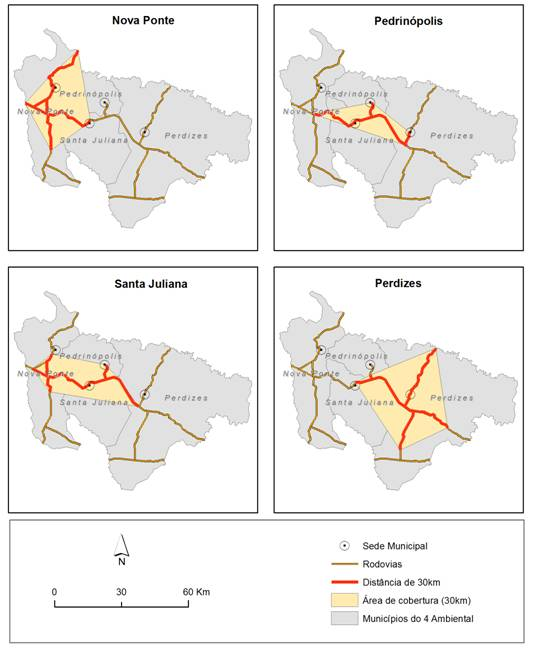 Nova Ponte
Pedrinópolis
Nova Ponte
Santa Juliana
Perdizes
Pedrinópolis
Pedrinópolis
Nova Ponte
Santa Juliana
Perdizes
Santa Juliana
Pedrinópolis
Nova Ponte
Santa Juliana
Perdizes
Perdizes
Pedrinópolis
Nova Ponte
Santa Juliana
Perdizes
N
0 30 60 Km
Sede Municipal
Rodovias
Distância de 30km
Área de cobertura (30km)
Municípios do 4 Ambiental